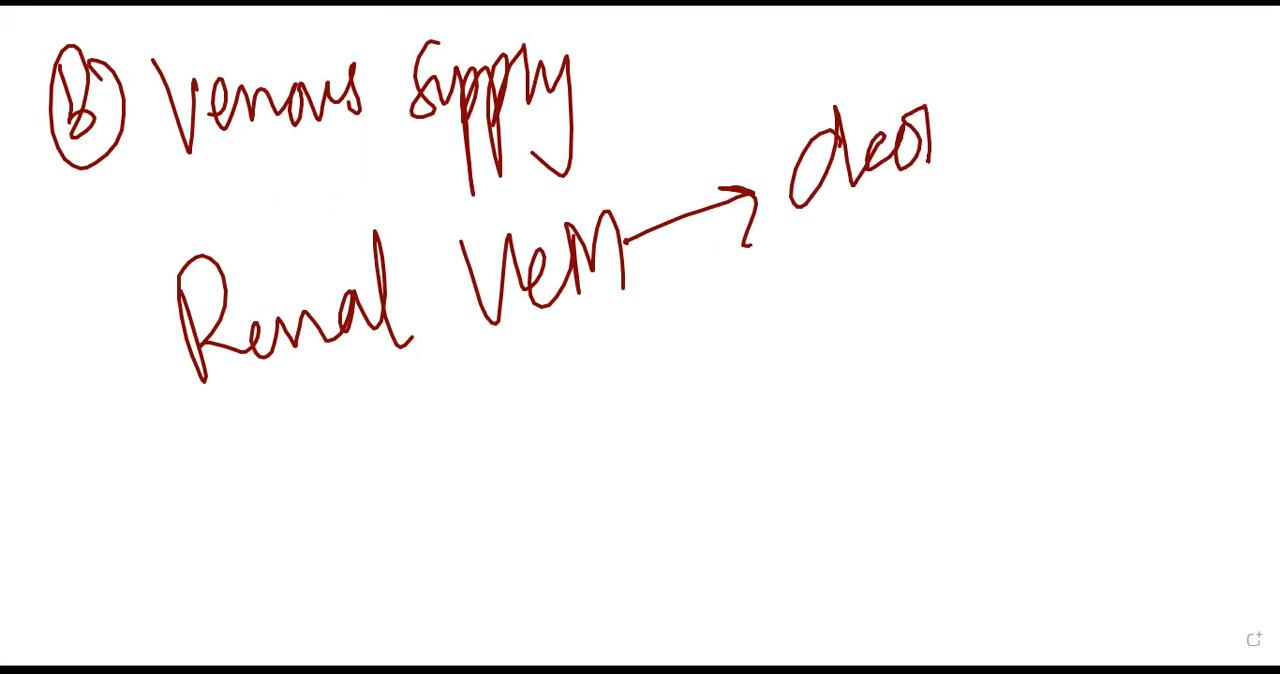 b Venous Supply
Renal Vein → deo